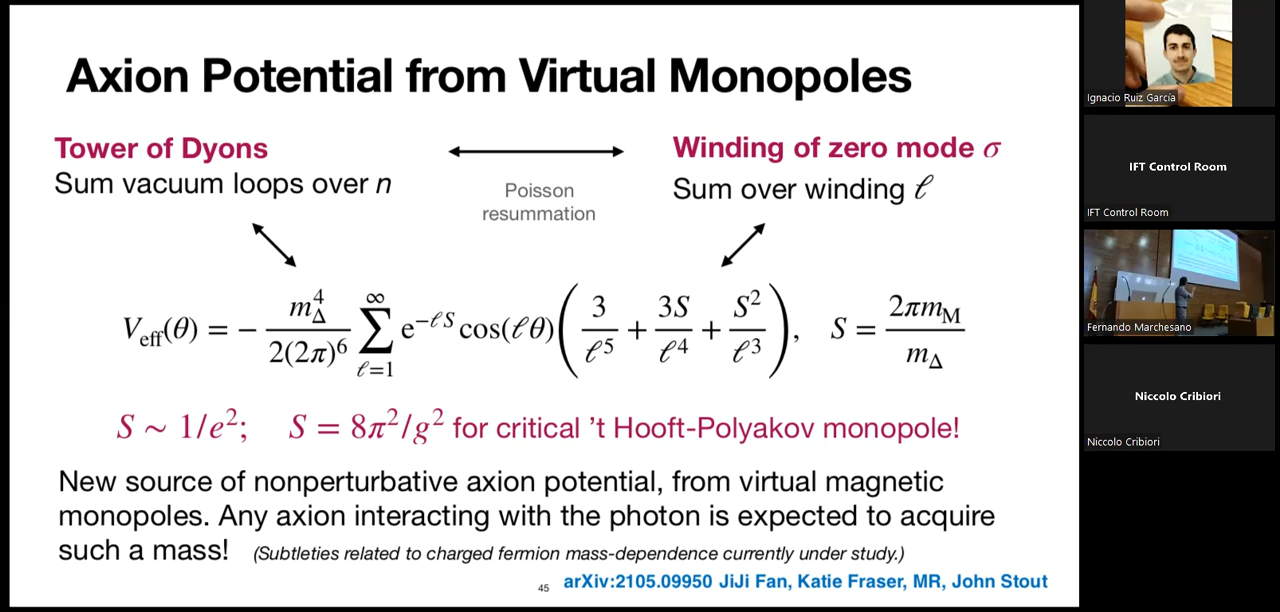 Axion Potential from Virtual Monopoles
Tower of Dyons
Sum vacuum loops over n
Poisson
resummation
Winding of zero mode σ
Sum over winding ℓ
V_eff(θ) = − m_Δ^4 / 2(2π)^6 ∑_{ℓ=1}^{∞} e^{−ℓS} cos(ℓθ) (3/ℓ^5 + 3S/ℓ^4 + S^2/ℓ^3), S = 2πm_M / m_Δ
S ∼ 1/e²; S = 8π²/g² for critical ’t Hooft-Polyakov monopole!
New source of nonperturbative axion potential, from virtual magnetic
monopoles. Any axion interacting with the photon is expected to acquire
such a mass! (Subtleties related to charged fermion mass-dependence currently under study.)
45 arXiv:2105.09950 JiJi Fan, Katie Fraser, MR, John Stout
Ignacio Ruiz García
IFT Control Room
IFT Control Room
Fernando Marchesano
Niccolo Cribiori
Niccolo Cribiori